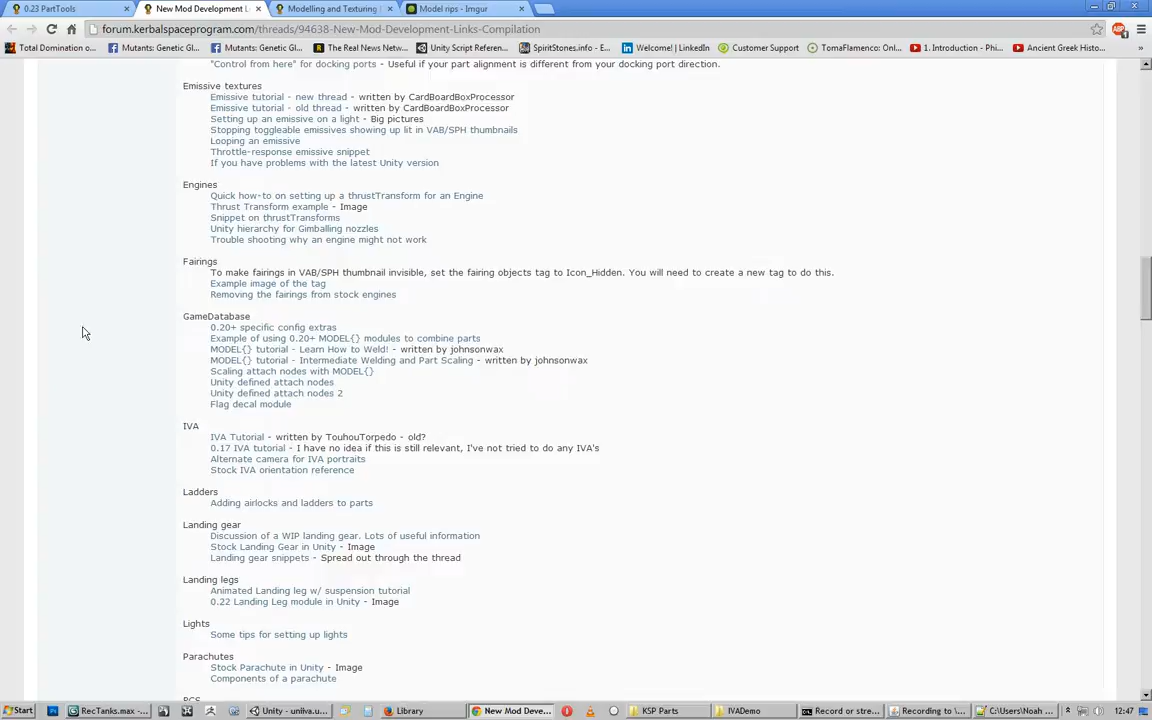 0.23 PartTools
New Mod Development L
Modelling and Texturing
Model rips - Imgur
forum.kerbalspaceprogram.com/threads/94638-New-Mod-Development-Links-Compilation
Total Domination o...
Mutants: Genetic Gl...
Mutants: Genetic Gl...
The Real News Netw...
Unity Script Referen...
SpiritStones.info - E...
Welcome! | LinkedIn
Customer Support
TomaFlamenco: Onl...
1. Introduction - Phi...
Ancient Greek Histo...
"Control from here" for docking ports - Useful if your part alignment is different from your docking port direction.
Emissive textures
Emissive tutorial - new thread - written by CardBoardBoxProcessor
Emissive tutorial - old thread - written by CardBoardBoxProcessor
Setting up an emissive on a light - Big pictures
Stopping toggleable emissives showing up lit in VAB/SPH thumbnails
Looping an emissive
Throttle-response emissive snippet
If you have problems with the latest Unity version
Engines
Quick how-to on setting up a thrustTransform for an Engine
Thrust Transform example - Image
Snippet on thrustTransforms
Unity hierarchy for Gimballing nozzles
Trouble shooting why an engine might not work
Fairings
To make fairings in VAB/SPH thumbnail invisible, set the fairing objects tag to Icon_Hidden. You will need to create a new tag to do this.
Example image of the tag
Removing the fairings from stock engines
GameDatabase
0.20+ specific config extras
Example of using 0.20+ MODEL{} modules to combine parts
MODEL{} tutorial - Learn How to Weld! - written by johnsonwax
MODEL{} tutorial - Intermediate Welding and Part Scaling - written by johnsonwax
Scaling attach nodes with MODEL{}
Unity defined attach nodes
Unity defined attach nodes 2
Flag decal module
IVA
IVA Tutorial - written by TouhouTorpedo - old?
0.17 IVA tutorial - I have no idea if this is still relevant, I've not tried to do any IVA's
Alternate camera for IVA portraits
Stock IVA orientation reference
Ladders
Adding airlocks and ladders to parts
Landing gear
Discussion of a WIP landing gear. Lots of useful information
Stock Landing Gear in Unity - Image
Landing gear snippets - Spread out through the thread
Landing legs
Animated Landing leg w/ suspension tutorial
0.22 Landing Leg module in Unity - Image
Lights
Some tips for setting up lights
Parachutes
Stock Parachute in Unity - Image
Components of a parachute
RCS
Start
RecTanks.max -...
Unity - uniiva.u...
Library
New Mod Deve...
KSP Parts
IVADemo
Record or stre...
Recording to \...
C:\Users\Noah ...
12:47